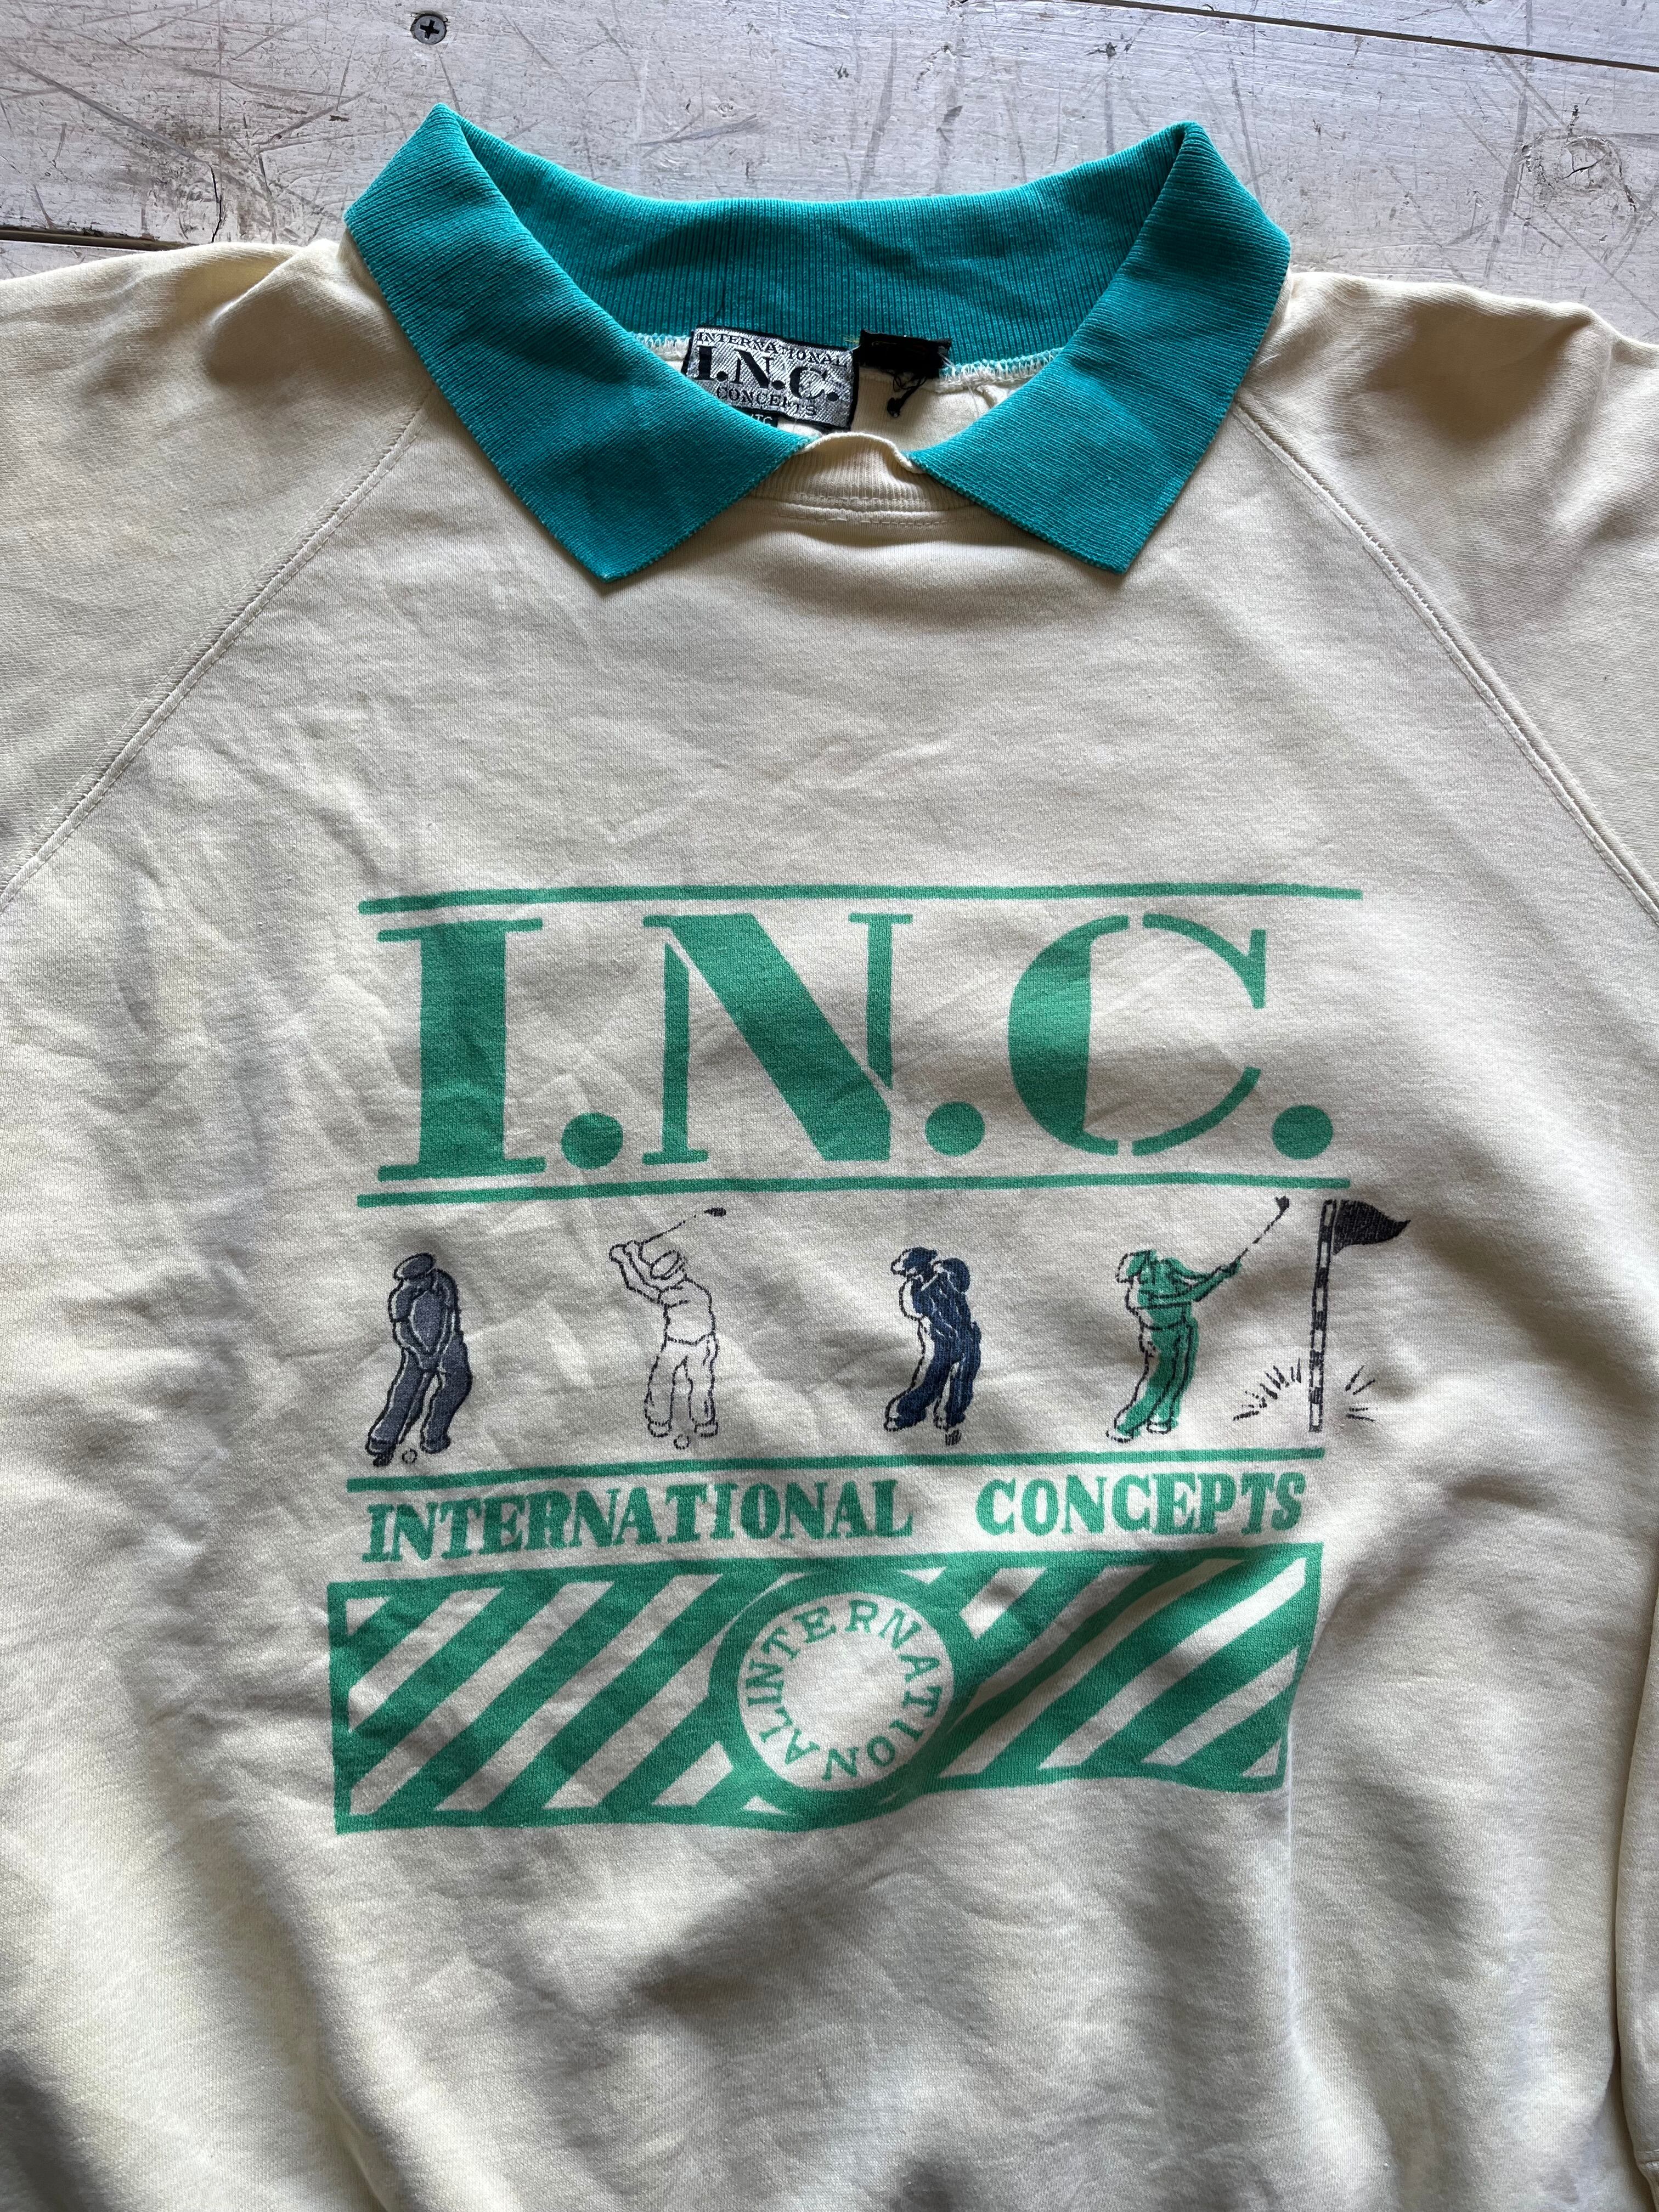 INTERNATIONAL
I.N.C.
CONCEPTS
I.N.C.
INTERNATIONAL CONCEPTS
INTERNATIONAL